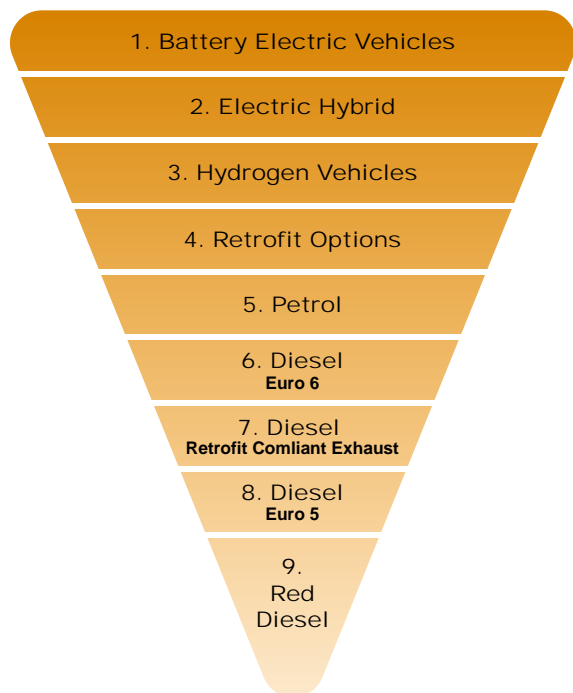 1. Battery Electric Vehicles
2. Electric Hybrid
3. Hydrogen Vehicles
4. Retrofit Options
5. Petrol
6. Diesel
Euro 6
7. Diesel
Retrofit Comliant Exhaust
8. Diesel
Euro 5
9.
Red
Diesel